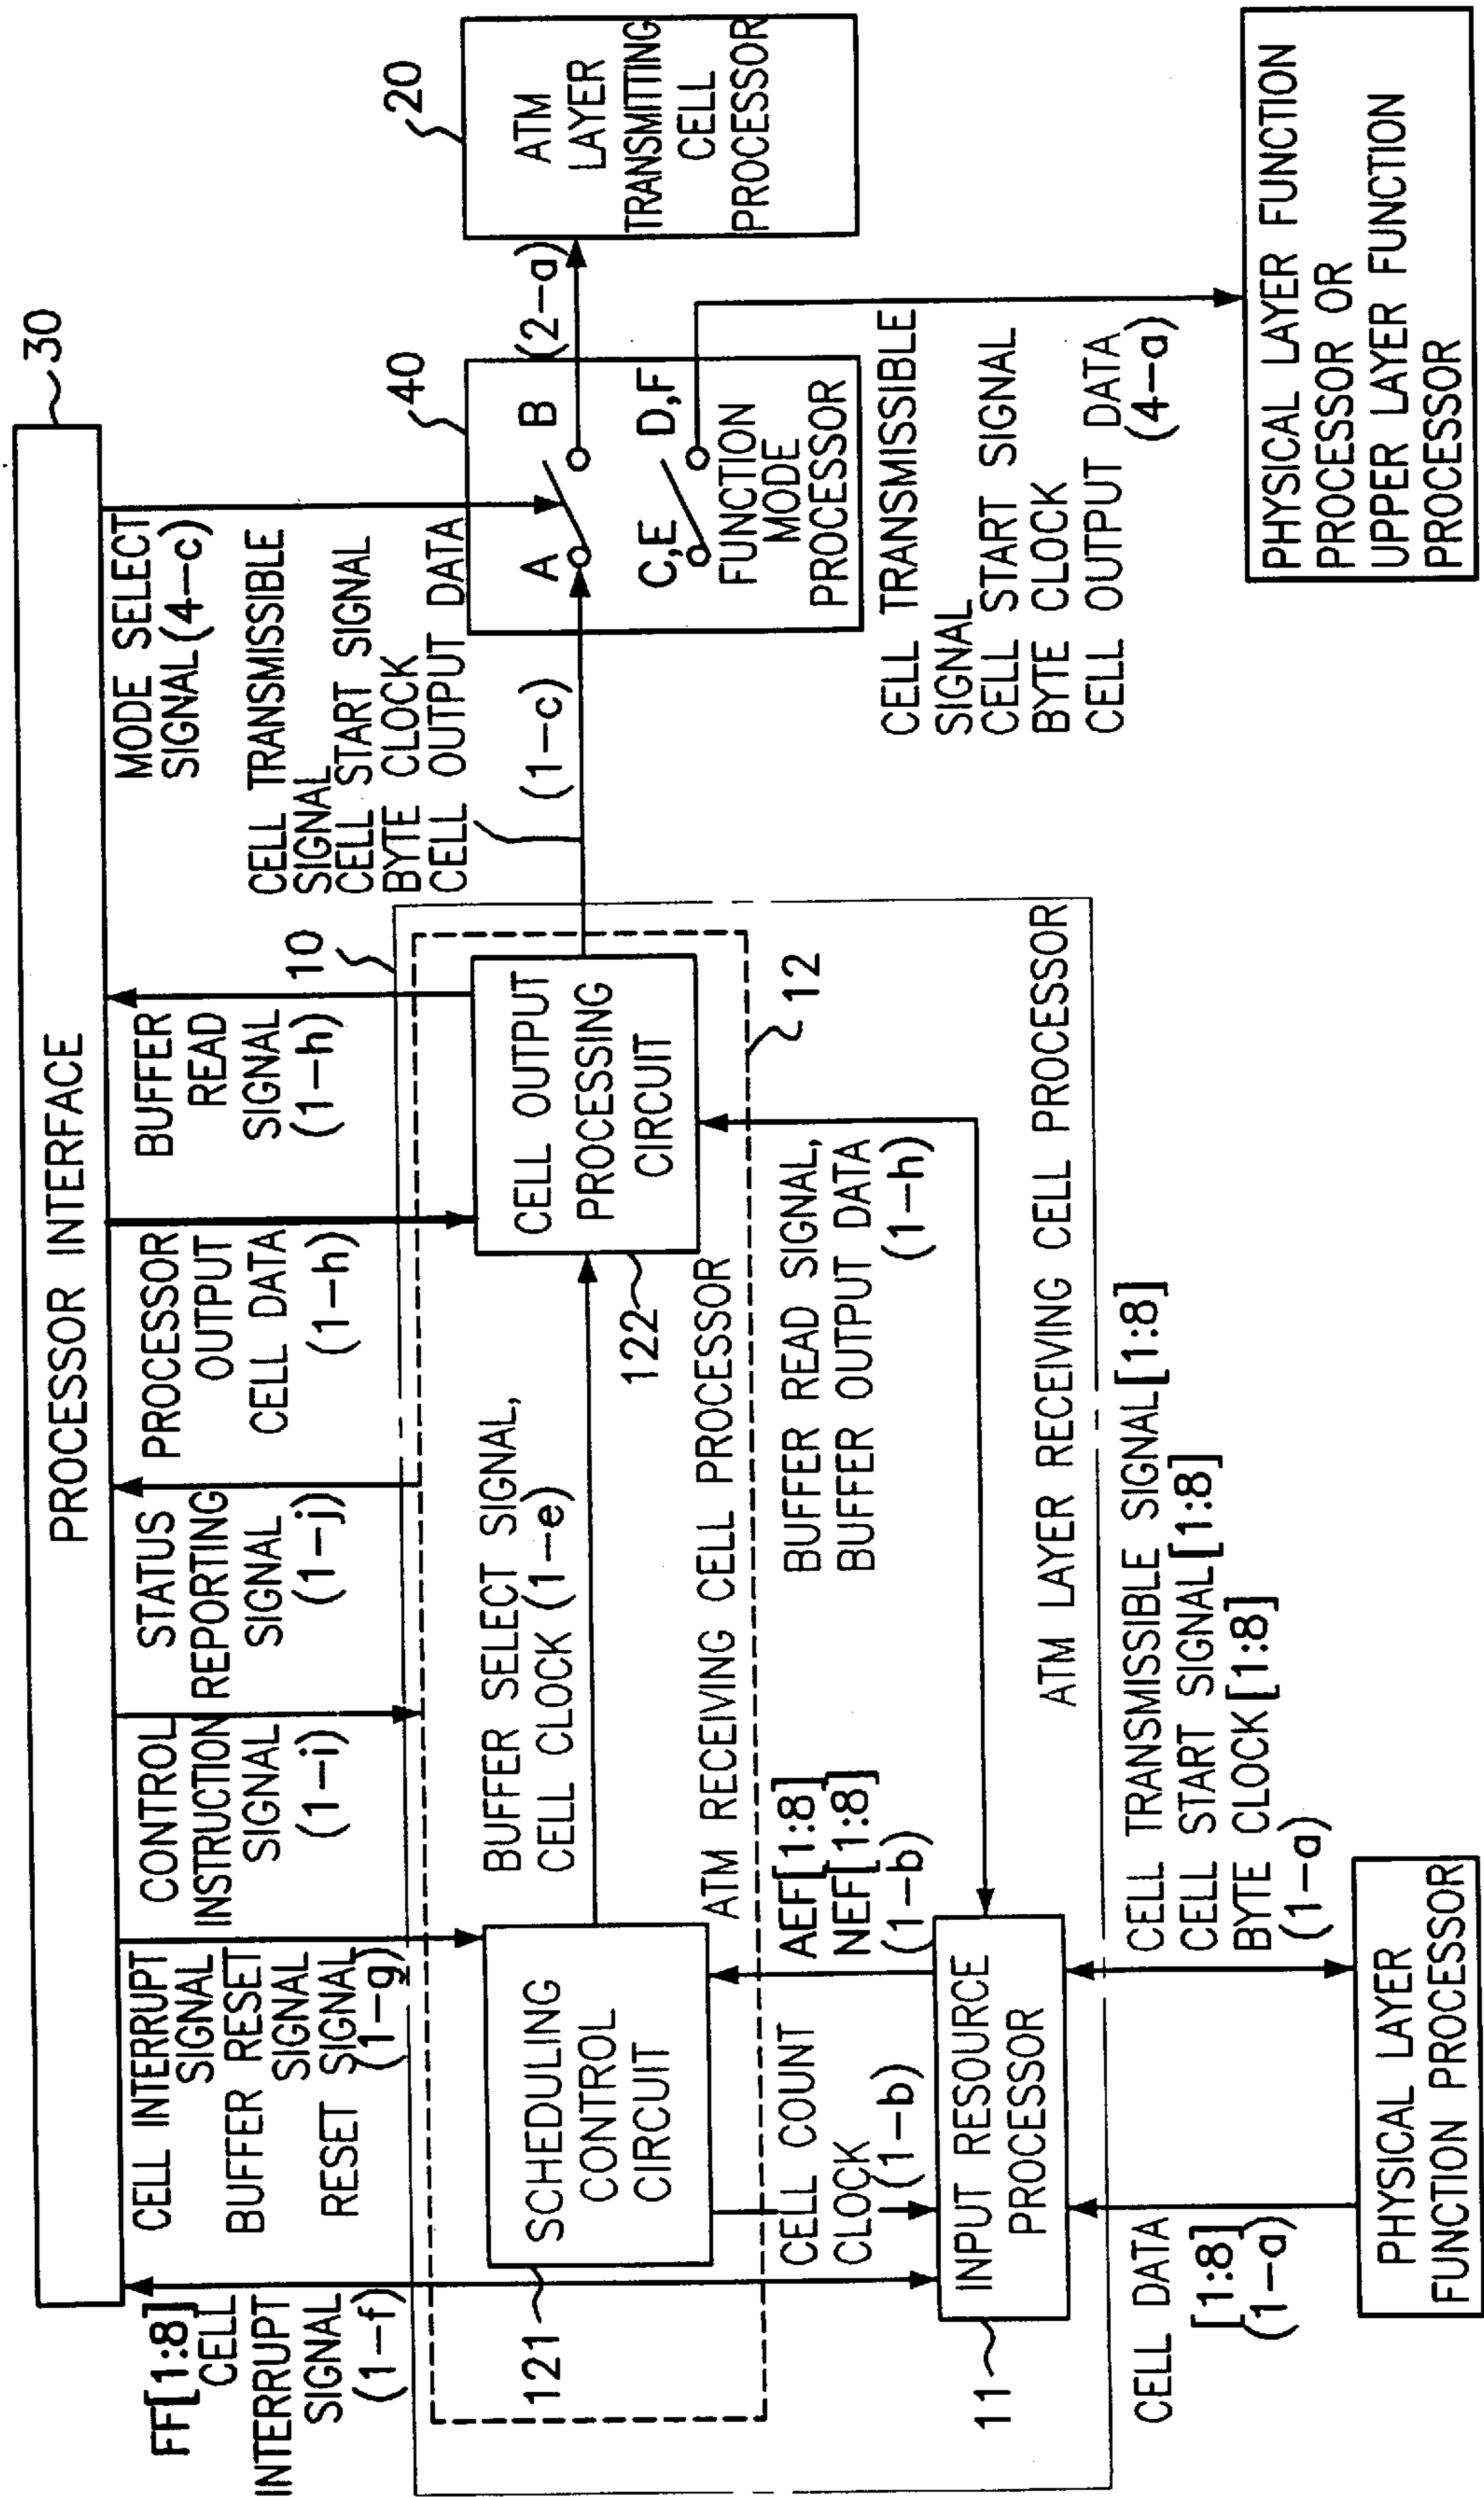 PROCESSOR INTERFACE
30
FF[1:8]
CELL
INTERRUPT
SIGNAL
(1-f)
CELL INTERRUPT
SIGNAL
BUFFER RESET
SIGNAL
RESET SIGNAL
(1-g)
CONTROL
INSTRUCTION
SIGNAL
(1-i)
STATUS
REPORTING
SIGNAL
(1-j)
PROCESSOR
OUTPUT
CELL DATA
(1-h)
BUFFER
READ
SIGNAL
(1-h)
10
MODE SELECT
SIGNAL(4-c)
CELL TRANSMISSIBLE
SIGNAL
CELL START SIGNAL
BYTE CLOCK
CELL OUTPUT DATA
(1-c)
121
SCHEDULING
CONTROL
CIRCUIT
BUFFER SELECT SIGNAL,
CELL CLOCK (1-e)
122
CELL OUTPUT
PROCESSING
CIRCUIT
12
ATM RECEIVING CELL PROCESSOR
40
A
B
C,E
D,F
FUNCTION
MODE
PROCESSOR
(2-a)
20
ATM
LAYER
TRANSMITTING
CELL
PROCESSOR
CELL COUNT
CLOCK
(1-b)
AEF[1:8]
NEF[1:8]
(1-b)
BUFFER READ SIGNAL,
BUFFER OUTPUT DATA
(1-h)
CELL TRANSMISSIBLE
SIGNAL
CELL START SIGNAL
BYTE CLOCK
CELL OUTPUT DATA
(4-a)
11
INPUT RESOURCE
PROCESSOR
ATM LAYER RECEIVING CELL PROCESSOR
CELL DATA
[1:8]
(1-a)
CELL TRANSMISSIBLE SIGNAL[1:8]
CELL START SIGNAL[1:8]
BYTE CLOCK[1:8]
(1-a)
PHYSICAL LAYER
FUNCTION PROCESSOR
PHYSICAL LAYER FUNCTION
PROCESSOR OR
UPPER LAYER FUNCTION
PROCESSOR